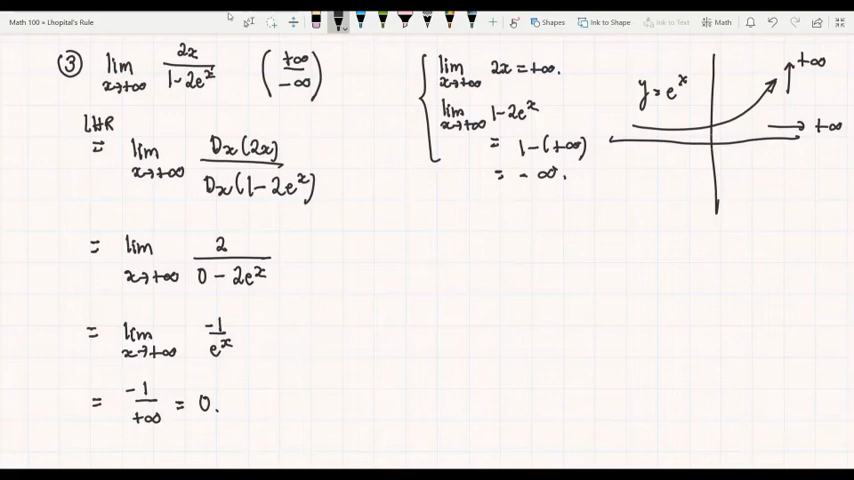 Math 100 - Lhopital's Rule
Shapes
Ink to Shape
Ink to Text
Math
③ lim x→+∞ 2x / 1-2e^x (+∞ / -∞)
LHR
= lim x→+∞ Dx(2x) / Dx(1-2e^x)
= lim x→+∞ 2 / 0 - 2e^x
= lim x→+∞ -1 / e^x
= -1 / +∞ = 0.
lim x→+∞ 2x = +∞.
lim x→+∞ 1-2e^x
= 1-(+∞)
= -∞.
y = e^x
+∞
+∞